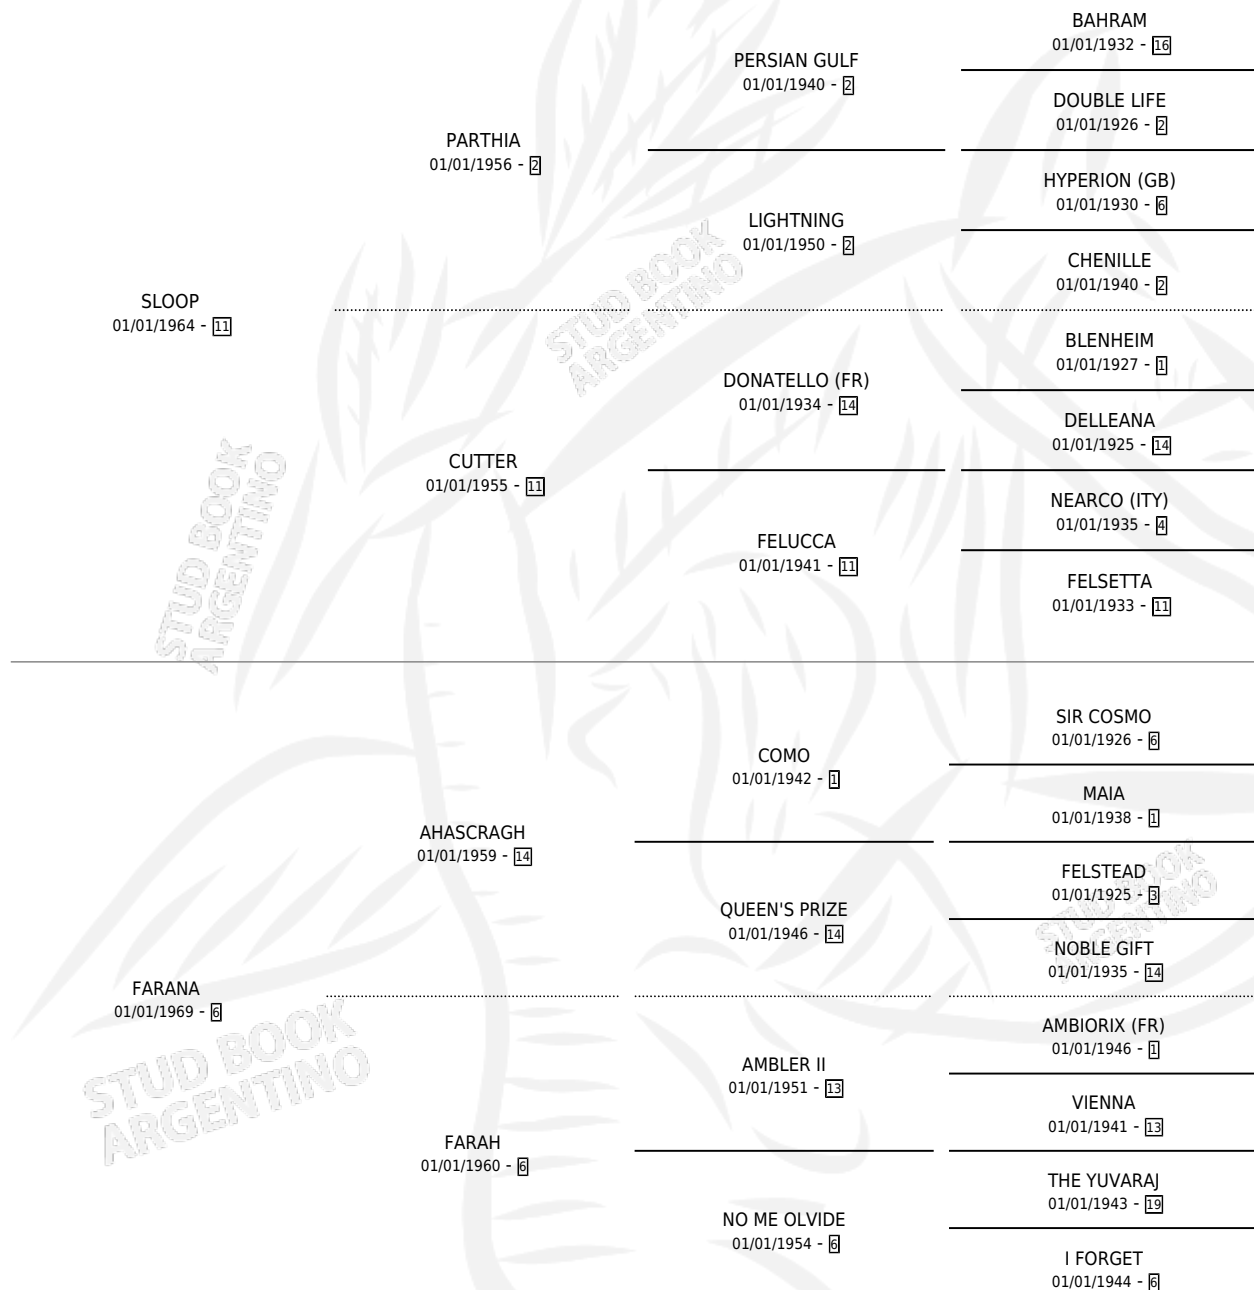 BAHRAM
01/01/1932 - 16
PERSIAN GULF
01/01/1940 - 2
DOUBLE LIFE
01/01/1926 - 2
PARTHIA
01/01/1956 - 2
HYPERION (GB)
01/01/1930 - 6
LIGHTNING
01/01/1950 - 2
CHENILLE
01/01/1940 - 2
SLOOP
01/01/1964 - 11
BLENHEIM
01/01/1927 - 1
DONATELLO (FR)
01/01/1934 - 14
DELLEANA
01/01/1925 - 14
CUTTER
01/01/1955 - 11
NEARCO (ITY)
01/01/1935 - 4
FELUCCA
01/01/1941 - 11
FELSETTA
01/01/1933 - 11
SIR COSMO
01/01/1926 - 6
COMO
01/01/1942 - 1
MAIA
01/01/1938 - 1
AHASCRAGH
01/01/1959 - 14
FELSTEAD
01/01/1925 - 3
QUEEN'S PRIZE
01/01/1946 - 14
NOBLE GIFT
01/01/1935 - 14
FARANA
01/01/1969 - 6
AMBIORIX (FR)
01/01/1946 - 1
AMBLER II
01/01/1951 - 13
VIENNA
01/01/1941 - 13
FARAH
01/01/1960 - 6
THE YUVARAJ
01/01/1943 - 19
NO ME OLVIDE
01/01/1954 - 6
I FORGET
01/01/1944 - 6
STUD BOOK
ARGENTINO
STUD BOOK
ARGENTINO
STUD BOOK
ARGENTINO
STUD BOOK
ARGENTINO